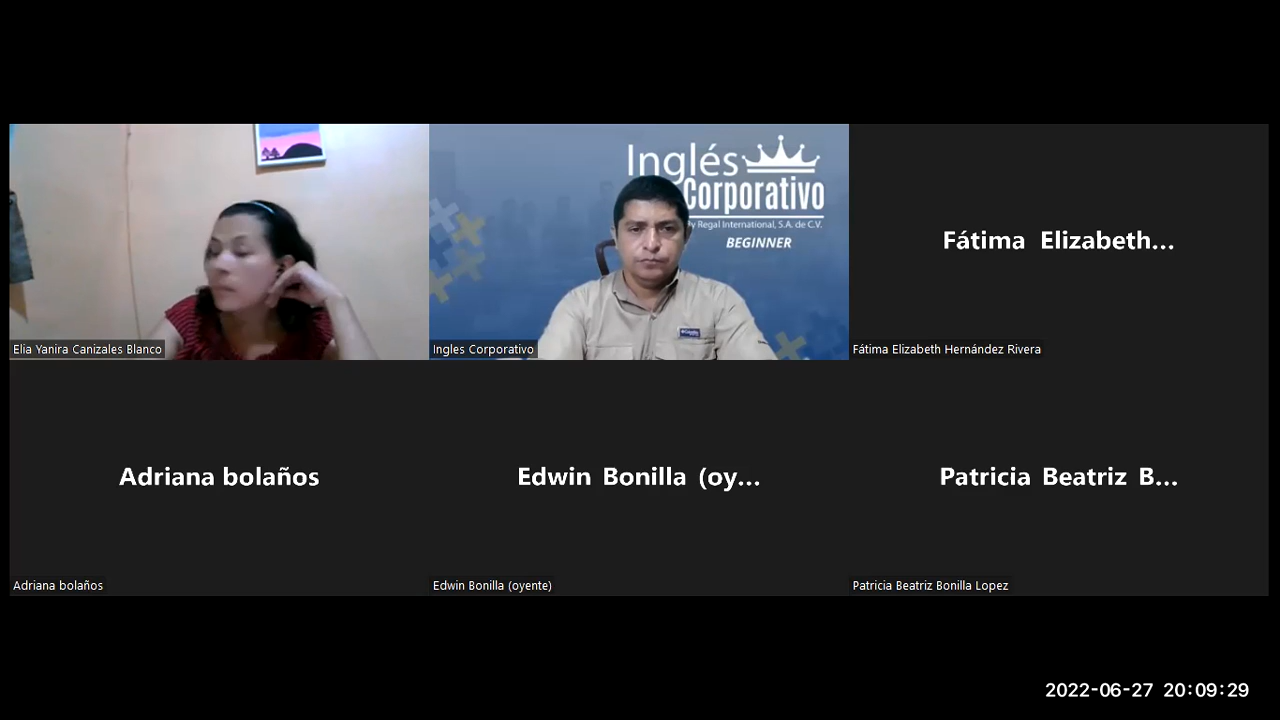 Inglés
Corporativo
By Regal International, S.A. de C.V.
BEGINNER
Elia Yanira Canizales Blanco
Ingles Corporativo
Fátima Elizabeth...
Fátima Elizabeth Hernández Rivera
Adriana bolaños
Edwin Bonilla (oy...
Patricia Beatriz B...
Adriana bolaños
Edwin Bonilla (oyente)
Patricia Beatriz Bonilla Lopez
2022-06-27 20:09:29